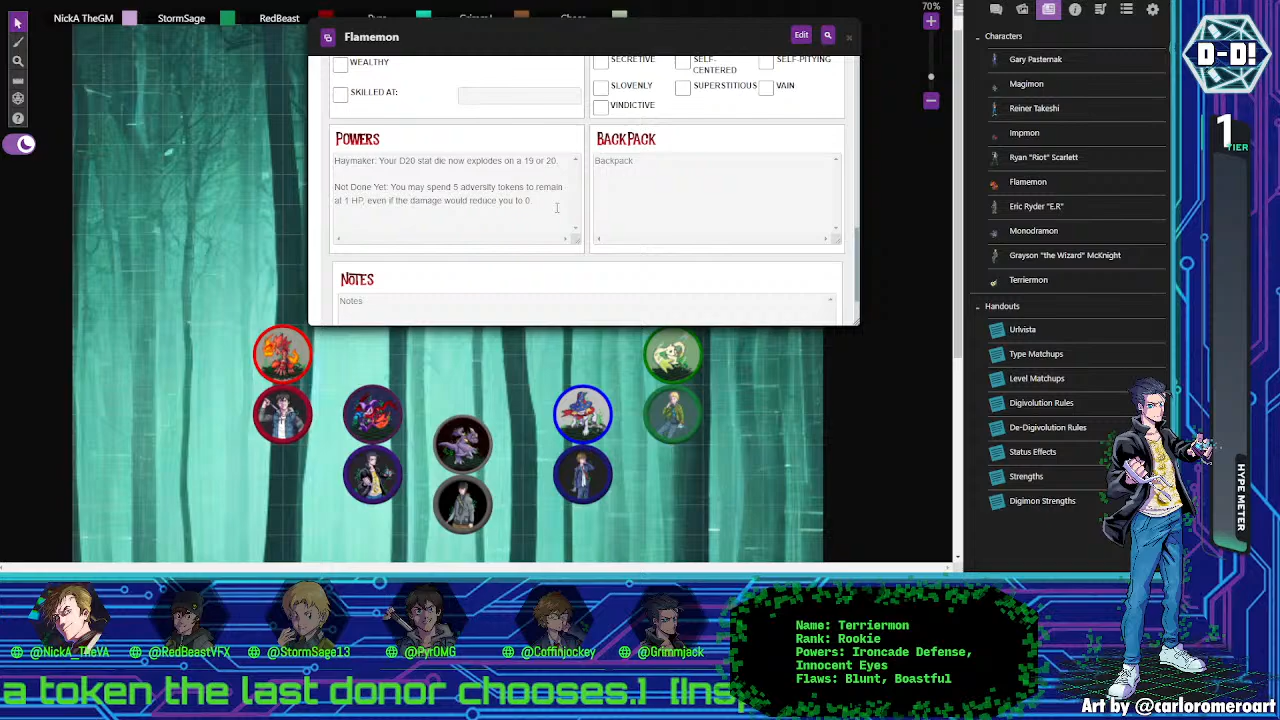 NickA TheGM
StormSage
RedBeast
70%
Flamemon
Edit
WEALTHY
SKILLED AT:
SECRETIVE
SELF-
CENTERED
SELF-PITYING
SLOVENLY
SUPERSTITIOUS
VAIN
VINDICTIVE
POWERS
Haymaker: Your D20 stat die now explodes on a 19 or 20.
Not Done Yet: You may spend 5 adversity tokens to remain
at 1 HP, even if the damage would reduce you to 0.
BACKPACK
Backpack
NOTES
Notes
Characters
Gary Pasternak
Magimon
Reiner Takeshi
Impmon
Ryan "Riot" Scarlett
Flamemon
Eric Ryder "E.R"
Monodramon
Grayson "the Wizard" McKnight
Terriermon
Handouts
Urlvista
Type Matchups
Level Matchups
Digivolution Rules
De-Digivolution Rules
Status Effects
Strengths
Digimon Strengths
D-D!
1
TIER
HYPE METER
@NickA_TheVA
@RedBeastVFX
@StormSage13
@PyrOMG
@Coffinjockey
@Grimmjack
a token the last donor chooses.) [Ins
Name: Terriermon
Rank: Rookie
Powers: Ironcade Defense,
Innocent Eyes
Flaws: Blunt, Boastful
Art by @carloromeroart